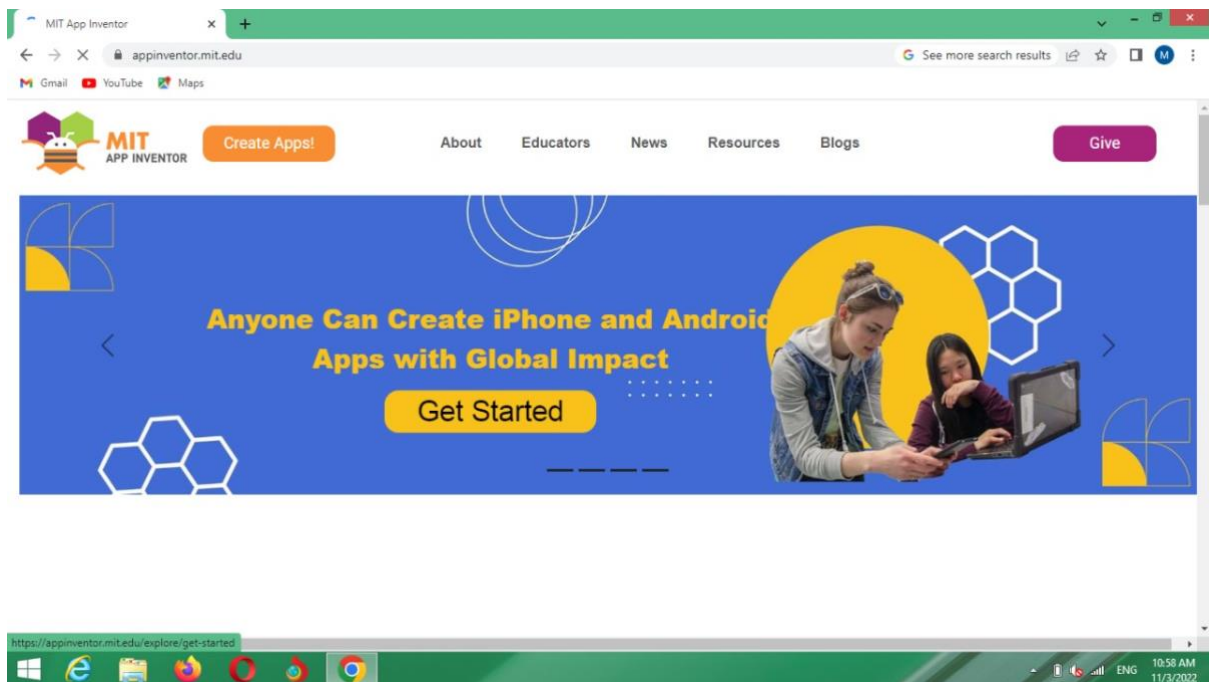 MIT App Inventor
appinventor.mit.edu
See more search results
M
Gmail YouTube Maps
MIT
APP INVENTOR
Create Apps!
About Educators News Resources Blogs
Give
Anyone Can Create iPhone and Android
Apps with Global Impact
Get Started
https://appinventor.mit.edu/explore/get-started
ENG
10:58 AM
11/3/2022